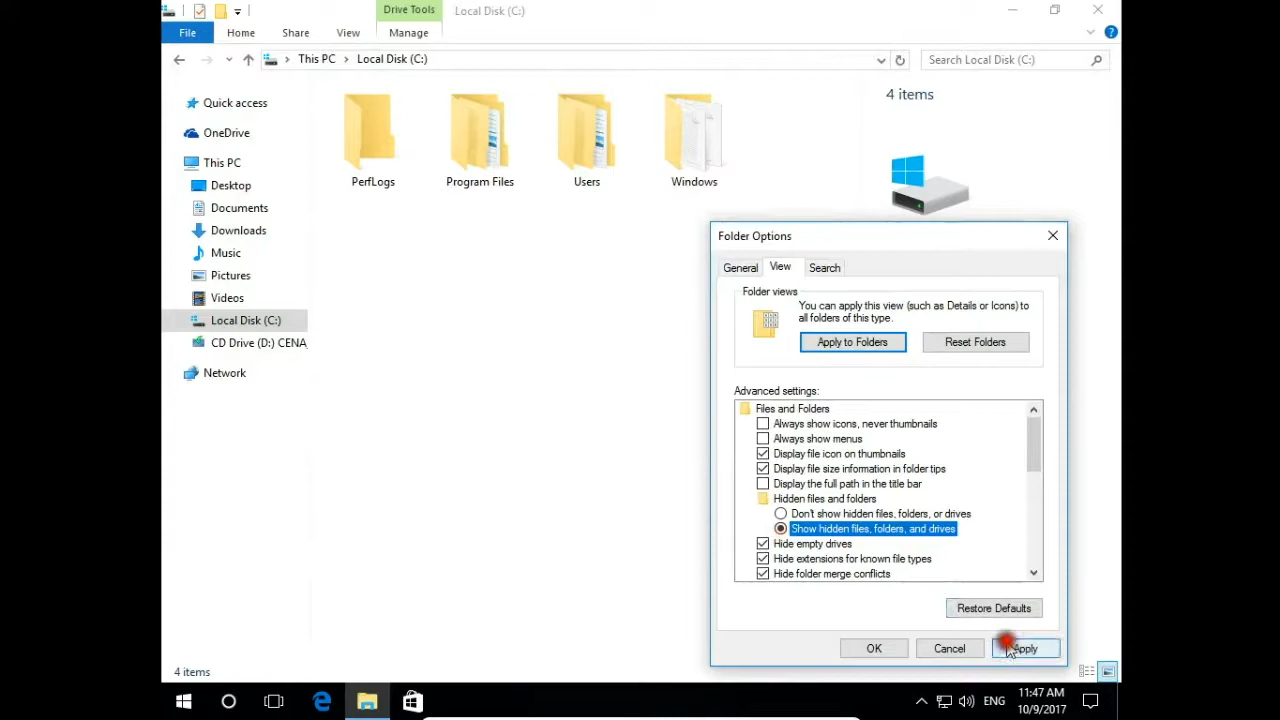 Drive Tools
Local Disk (C:)
File
Home
Share
View
Manage
This PC
Local Disk (C:)
Search Local Disk (C:)
Quick access
OneDrive
This PC
Desktop
Documents
Downloads
Music
Pictures
Videos
Local Disk (C:)
CD Drive (D:) CENA
Network
PerfLogs
Program Files
Users
Windows
4 items
Folder Options
General
View
Search
Folder views
You can apply this view (such as Details or Icons) to
all folders of this type.
Apply to Folders
Reset Folders
Advanced settings:
Files and Folders
Always show icons, never thumbnails
Always show menus
Display file icon on thumbnails
Display file size information in folder tips
Display the full path in the title bar
Hidden files and folders
Don't show hidden files, folders, or drives
Show hidden files, folders, and drives
Hide empty drives
Hide extensions for known file types
Hide folder merge conflicts
Restore Defaults
OK
Cancel
Apply
4 items
ENG
11:47 AM
10/9/2017